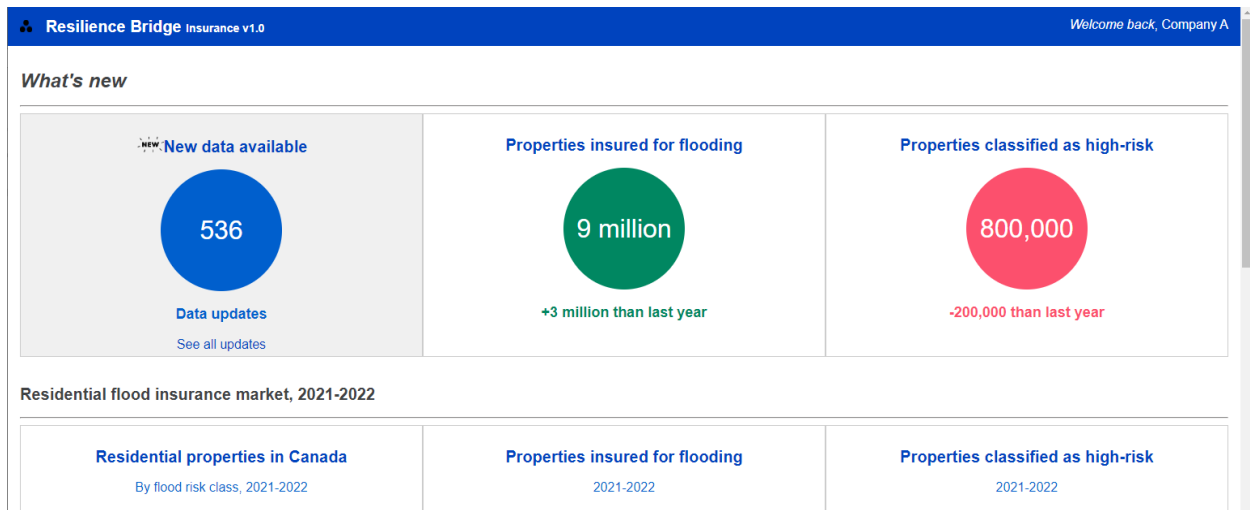 Resilience Bridge Insurance v1.0
Welcome back, Company A
What's new
NEW New data available
536
Data updates
See all updates
Properties insured for flooding
9 million
+3 million than last year
Properties classified as high-risk
800,000
-200,000 than last year
Residential flood insurance market, 2021-2022
Residential properties in Canada
By flood risk class, 2021-2022
Properties insured for flooding
2021-2022
Properties classified as high-risk
2021-2022